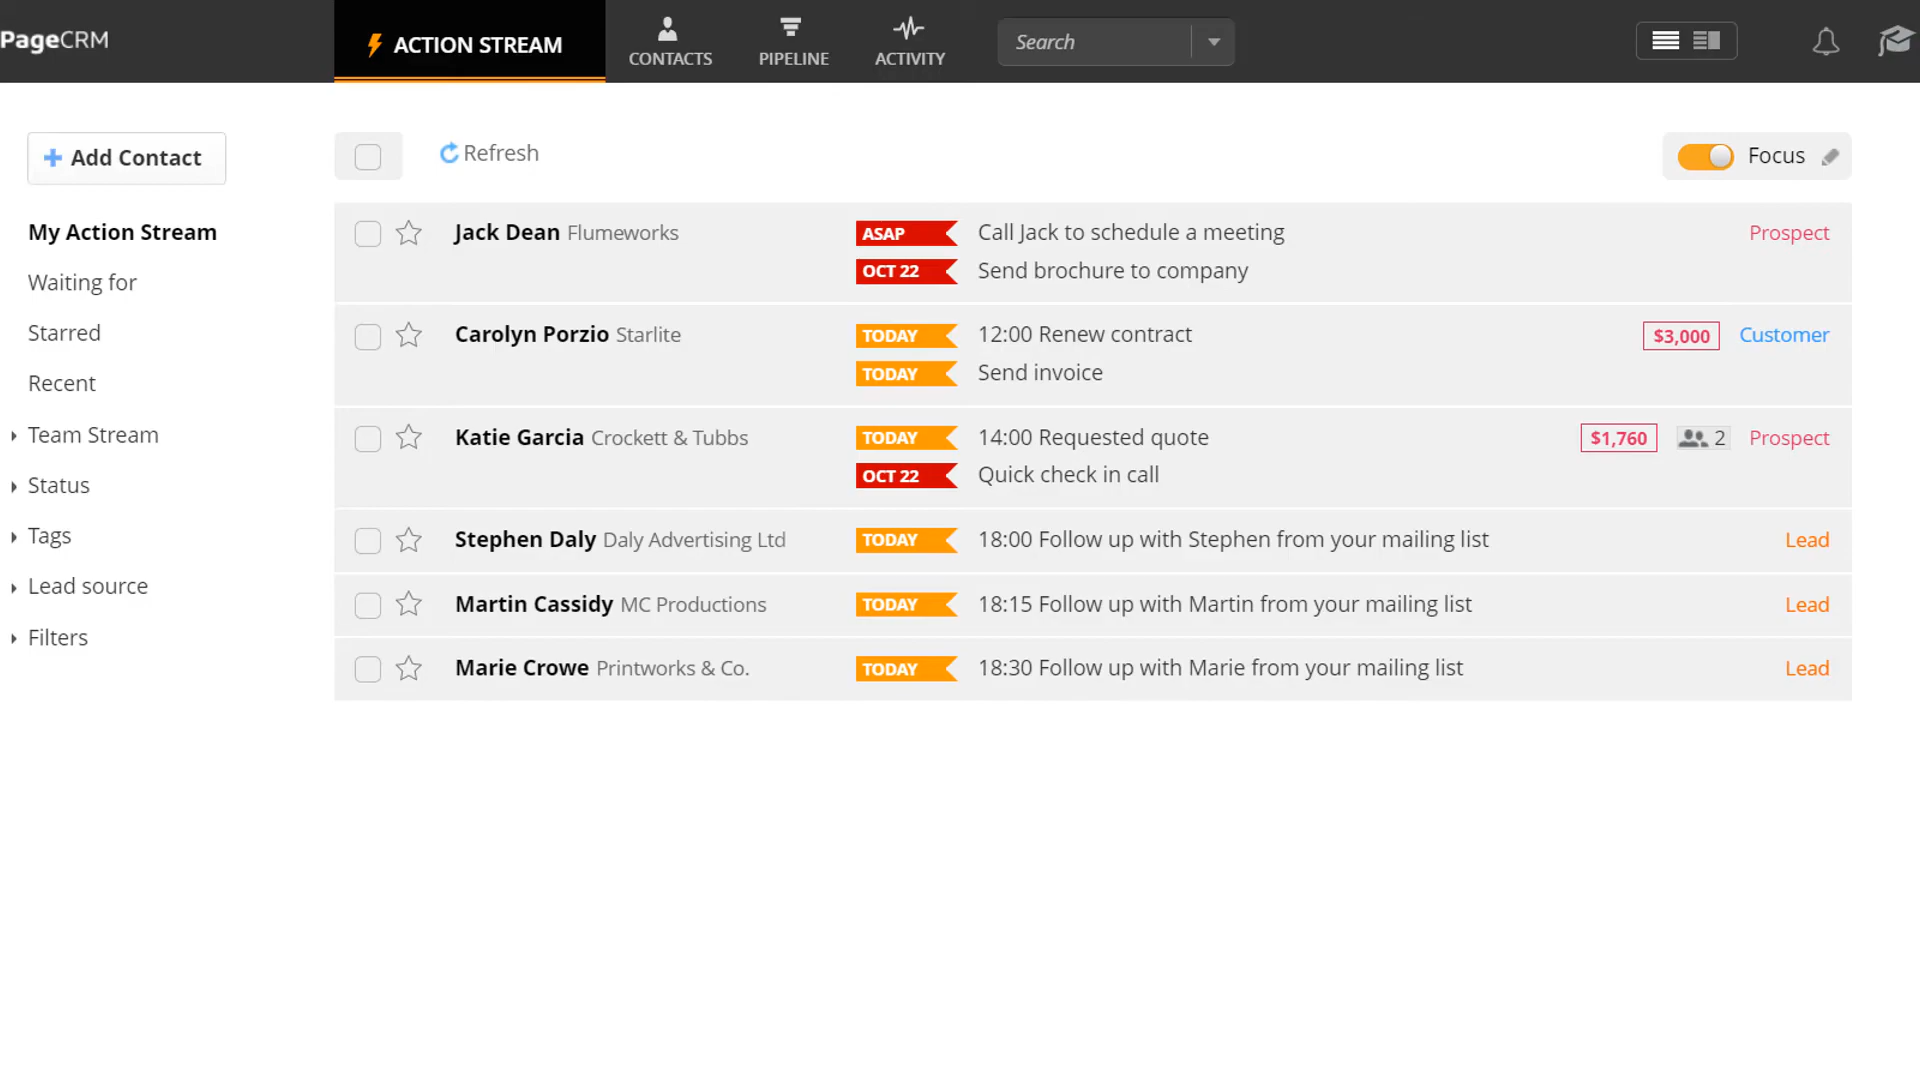 PageCRM
ACTION STREAM
CONTACTS
PIPELINE
ACTIVITY
Search
Add Contact
Refresh
Focus
My Action Stream
Waiting for
Starred
Recent
Team Stream
Status
Tags
Lead source
Filters
Jack Dean Flumeworks ASAP Call Jack to schedule a meeting Prospect
OCT 22 Send brochure to company
Carolyn Porzio Starlite TODAY 12:00 Renew contract $3,000 Customer
TODAY Send invoice
Katie Garcia Crockett & Tubbs TODAY 14:00 Requested quote $1,760 2 Prospect
OCT 22 Quick check in call
Stephen Daly Daly Advertising Ltd TODAY 18:00 Follow up with Stephen from your mailing list Lead
Martin Cassidy MC Productions TODAY 18:15 Follow up with Martin from your mailing list Lead
Marie Crowe Printworks & Co. TODAY 18:30 Follow up with Marie from your mailing list Lead